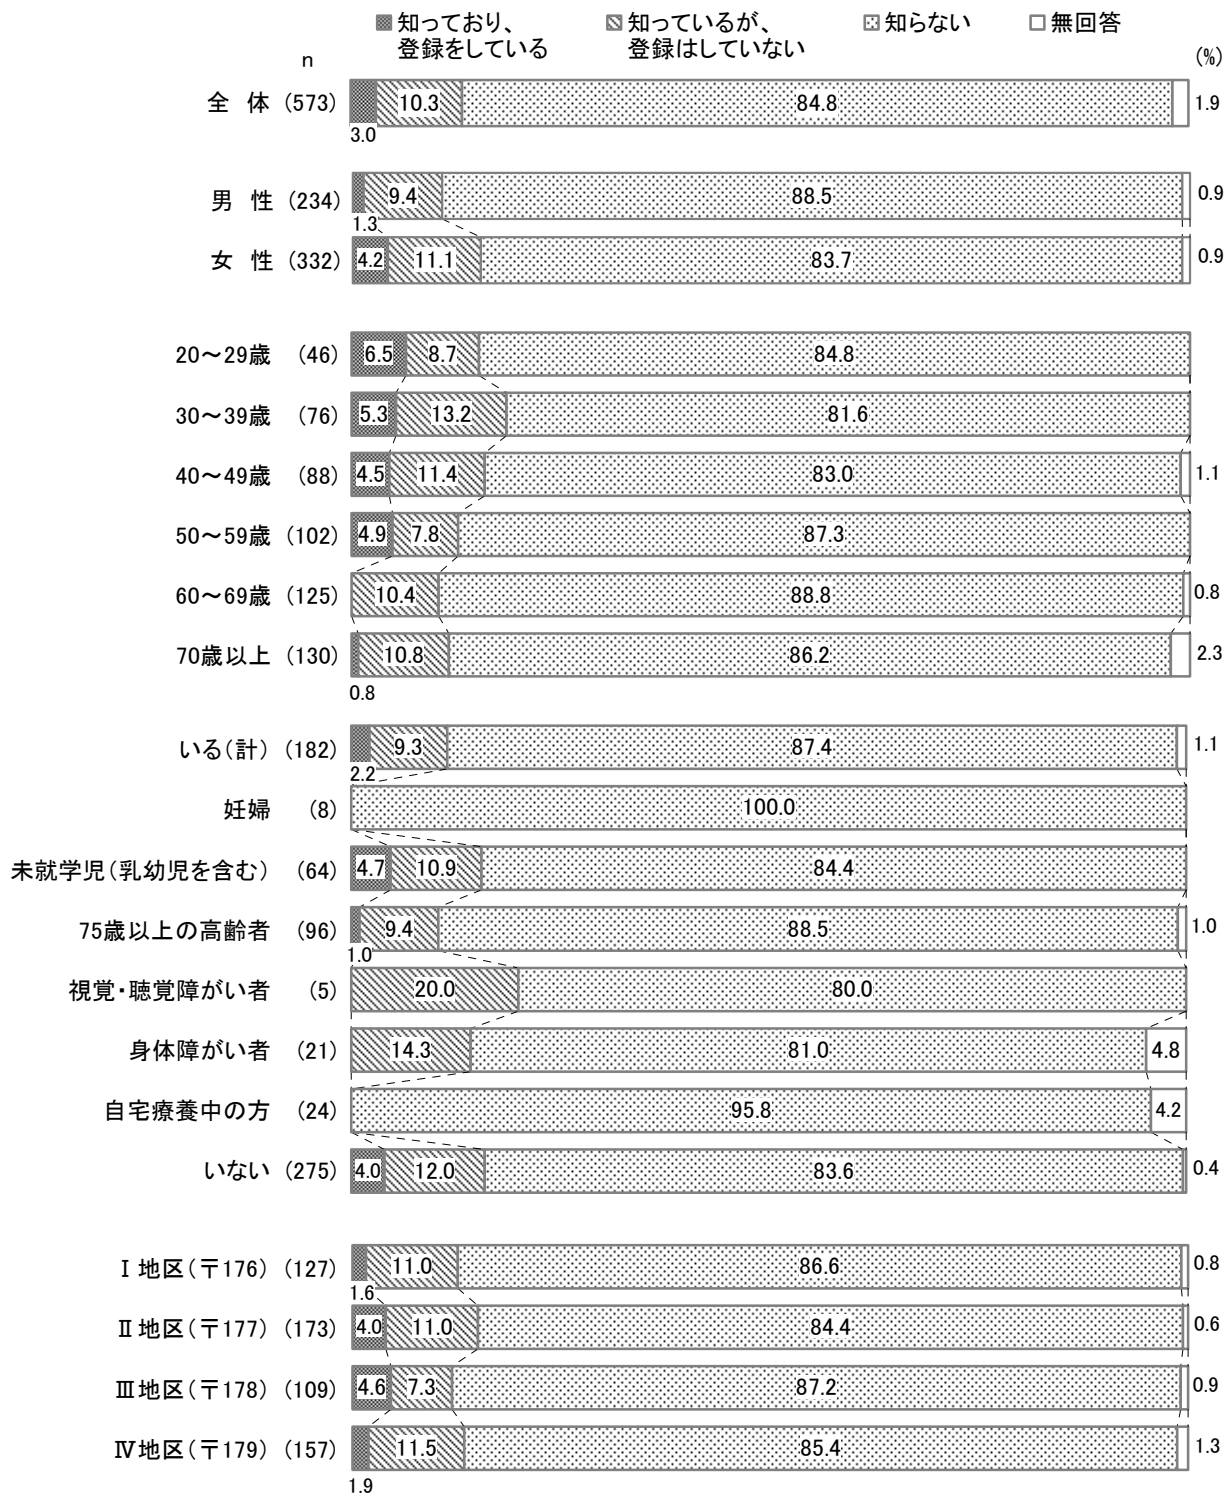 知っており、
登録をしている
知っているが、
登録はしていない
知らない
無回答
n
(%)
全 体 (573) 10.3 84.8 1.9
3.0
男 性 (234) 9.4 88.5 0.9
1.3
女 性 (332) 4.2 11.1 83.7 0.9
20～29歳 (46) 6.5 8.7 84.8
30～39歳 (76) 5.3 13.2 81.6
40～49歳 (88) 4.5 11.4 83.0 1.1
50～59歳 (102) 4.9 7.8 87.3
60～69歳 (125) 10.4 88.8 0.8
70歳以上 (130) 10.8 86.2 2.3
0.8
いる(計) (182) 9.3 87.4 1.1
2.2
妊婦 (8) 100.0
未就学児(乳幼児を含む) (64) 4.7 10.9 84.4
75歳以上の高齢者 (96) 9.4 88.5 1.0
1.0
視覚・聴覚障がい者 (5) 20.0 80.0
身体障がい者 (21) 14.3 81.0 4.8
自宅療養中の方 (24) 95.8 4.2
いない (275) 4.0 12.0 83.6 0.4
Ⅰ地区(〒176) (127) 11.0 86.6 0.8
1.6
Ⅱ地区(〒177) (173) 4.0 11.0 84.4 0.6
Ⅲ地区(〒178) (109) 4.6 7.3 87.2 0.9
Ⅳ地区(〒179) (157) 11.5 85.4 1.3
1.9